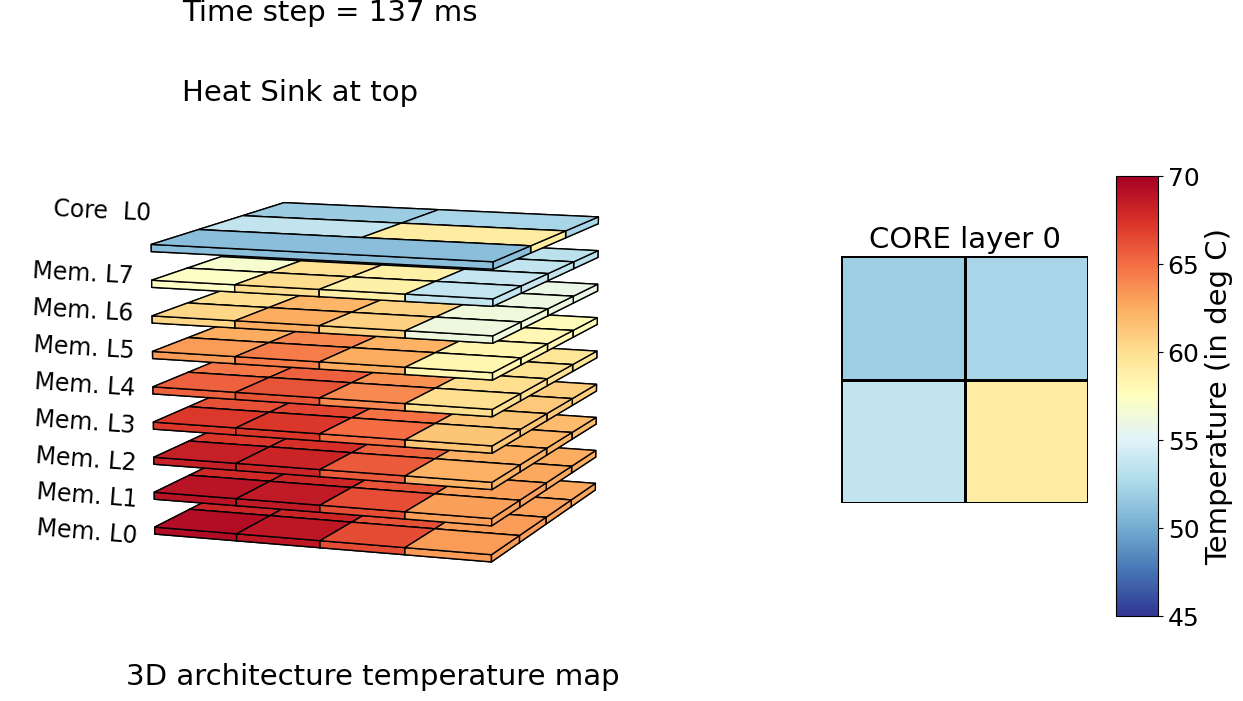 Time step = 137 ms
Heat Sink at top
Core  L0
Mem. L7
Mem. L6
Mem. L5
Mem. L4
Mem. L3
Mem. L2
Mem. L1
Mem. L0
3D architecture temperature map
CORE layer 0
70
65
60
55
50
45
Temperature (in deg C)